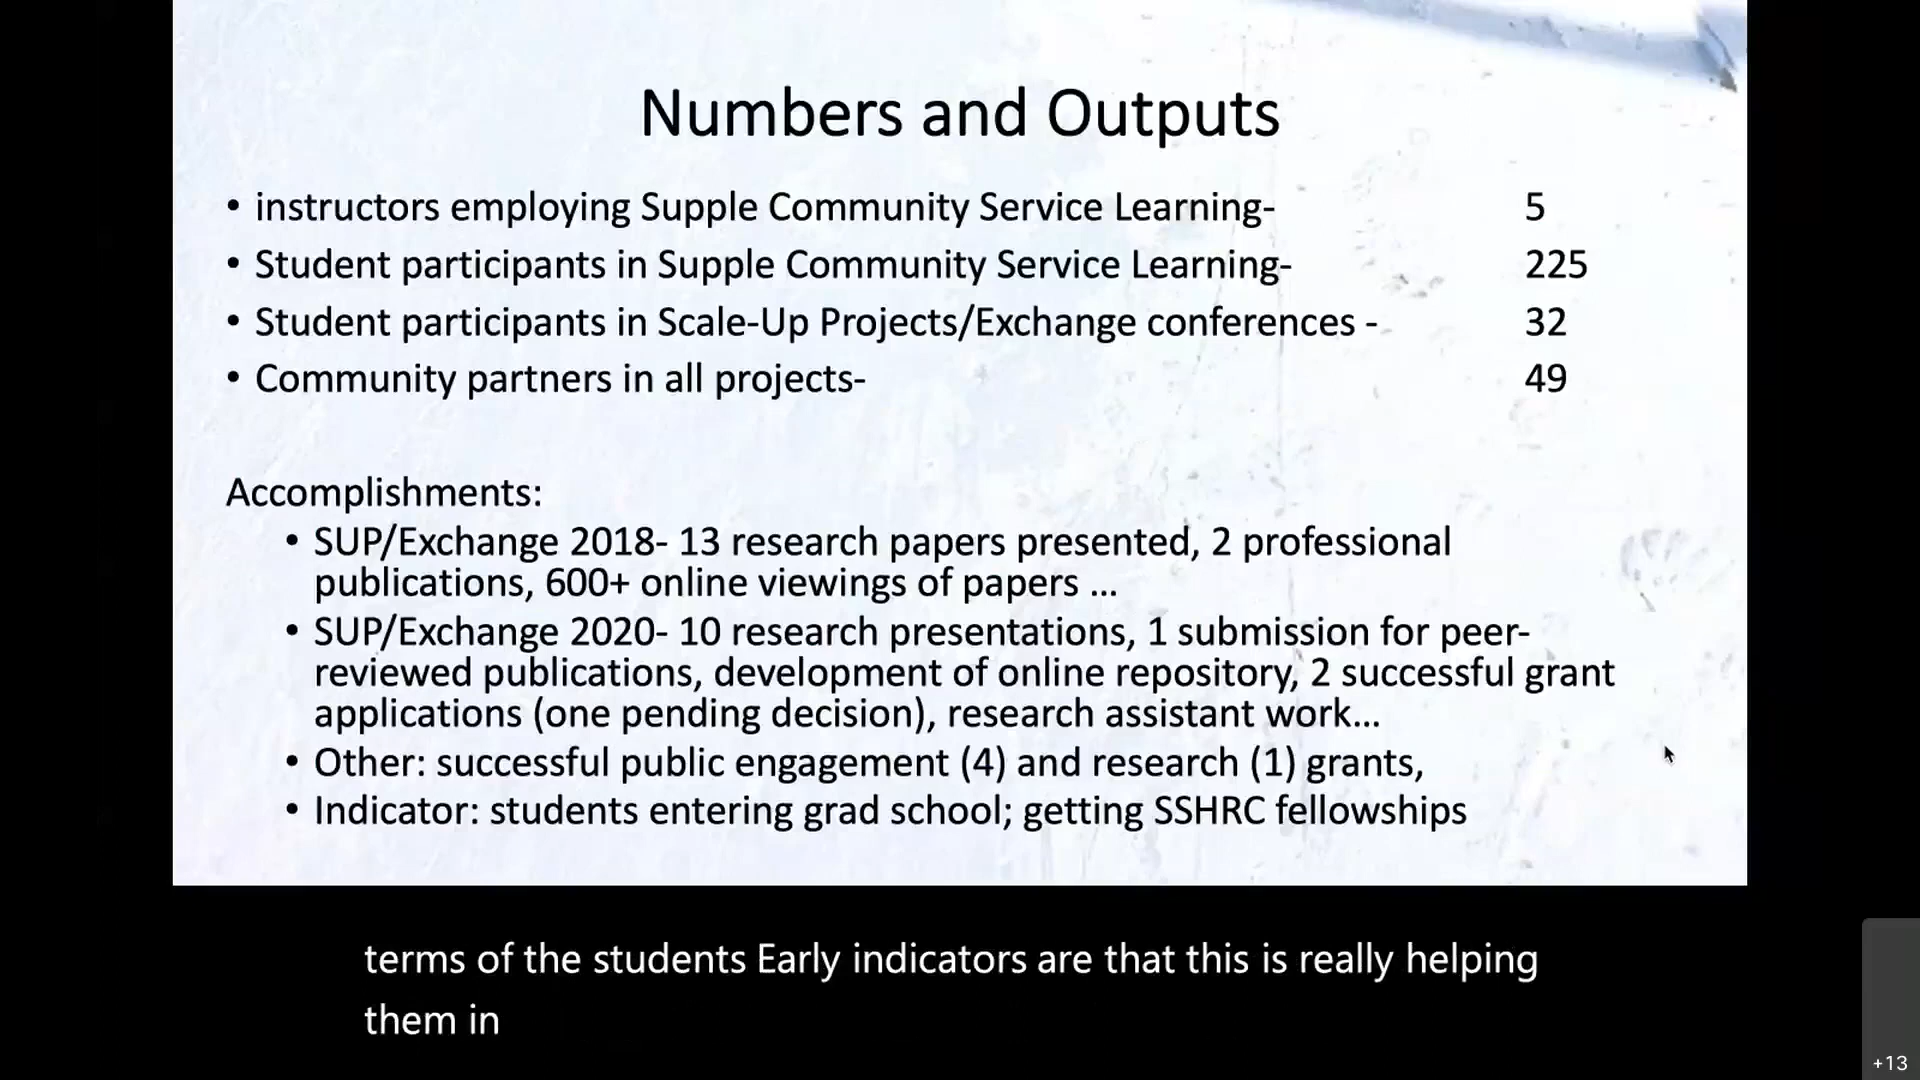 Numbers and Outputs
• instructors employing Supple Community Service Learning- 5
• Student participants in Supple Community Service Learning- 225
• Student participants in Scale-Up Projects/Exchange conferences - 32
• Community partners in all projects- 49
Accomplishments:
• SUP/Exchange 2018- 13 research papers presented, 2 professional
publications, 600+ online viewings of papers ...
• SUP/Exchange 2020- 10 research presentations, 1 submission for peer-
reviewed publications, development of online repository, 2 successful grant
applications (one pending decision), research assistant work...
• Other: successful public engagement (4) and research (1) grants,
• Indicator: students entering grad school; getting SSHRC fellowships
terms of the students Early indicators are that this is really helping
them in
+13